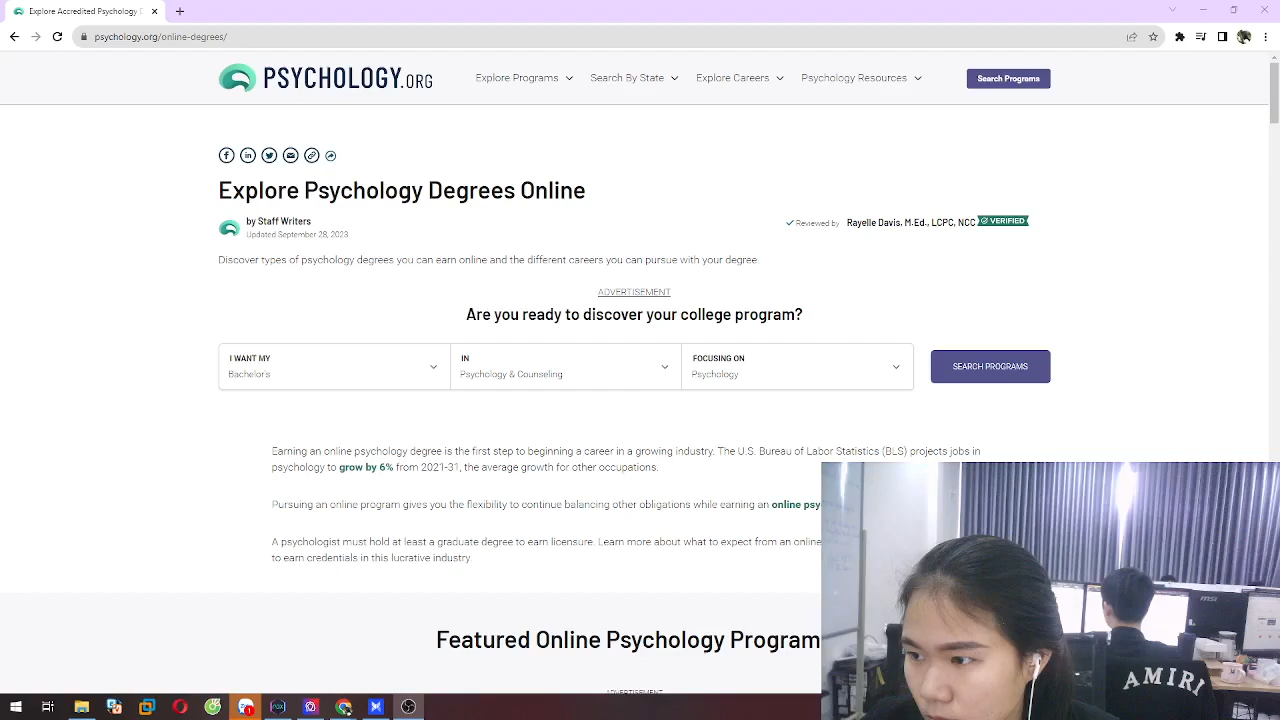 Explore Accredited Psychology D
psychology.org/online-degrees/
PSYCHOLOGY.ORG
Explore Programs
Search By State
Explore Careers
Psychology Resources
Search Programs
Explore Psychology Degrees Online
by Staff Writers
Updated September 28, 2023
Reviewed by Rayelle Davis, M.Ed., LCPC, NCC VERIFIED
Discover types of psychology degrees you can earn online and the different careers you can pursue with your degree.
ADVERTISEMENT
Are you ready to discover your college program?
I WANT MY
Bachelor's
IN
Psychology & Counseling
FOCUSING ON
Psychology
SEARCH PROGRAMS
Earning an online psychology degree is the first step to beginning a career in a growing industry. The U.S. Bureau of Labor Statistics (BLS) projects jobs in
psychology to grow by 6% from 2021-31, the average growth for other occupations.
Pursuing an online program gives you the flexibility to continue balancing other obligations while earning an online psy
A psychologist must hold at least a graduate degree to earn licensure. Learn more about what to expect from an online
to earn credentials in this lucrative industry.
Featured Online Psychology Program
ADVERTISEMENT
msi
AMIRI